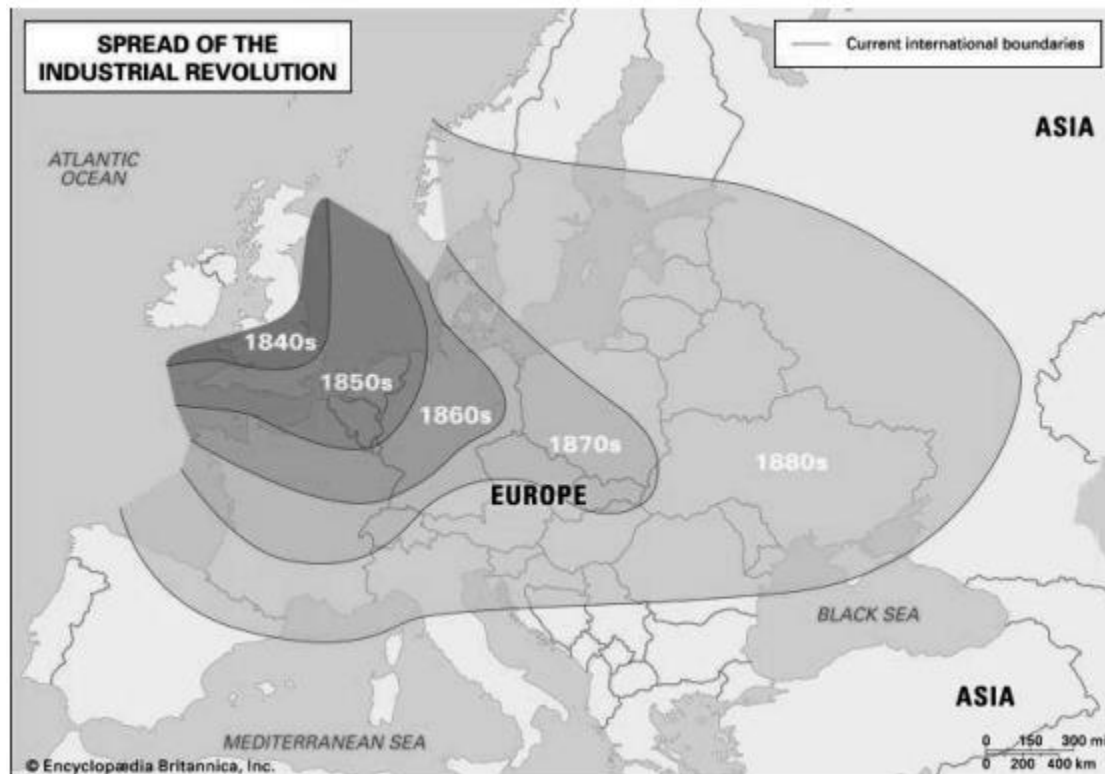 SPREAD OF THE
INDUSTRIAL REVOLUTION
Current international boundaries
ASIA
ATLANTIC
OCEAN
1840s
1850s
1860s
1870s
1880s
EUROPE
BLACK SEA
ASIA
MEDITERRANEAN SEA
0 150 300 mi
0 200 400 km
© Encyclopædia Britannica, Inc.